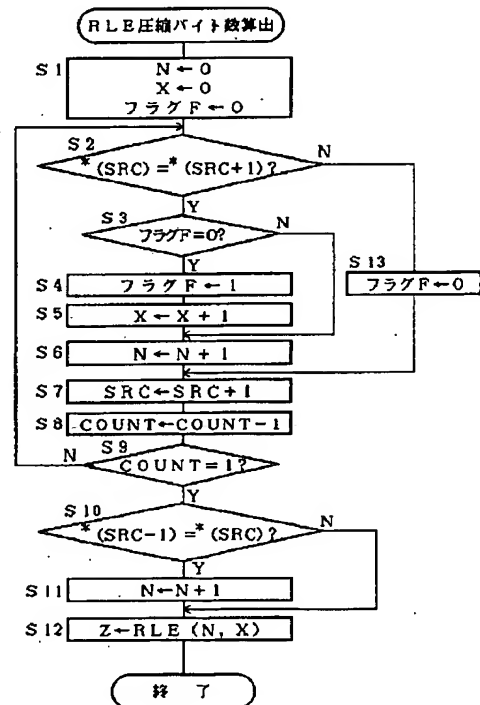 RLE圧縮バイト数算出
S1
N←0
X←0
フラグF←0
S2
*(SRC)=*(SRC+1)?
N
Y
S3
フラグF=0?
N
Y
S13
フラグF←0
S4
フラグF←1
S5
X←X+1
S6
N←N+1
S7
SRC←SRC+1
S8
COUNT←COUNT-1
S9
COUNT=1?
N
Y
S10
*(SRC-1)=*(SRC)?
N
Y
S11
N←N+1
S12
Z←RLE(N,X)
終了